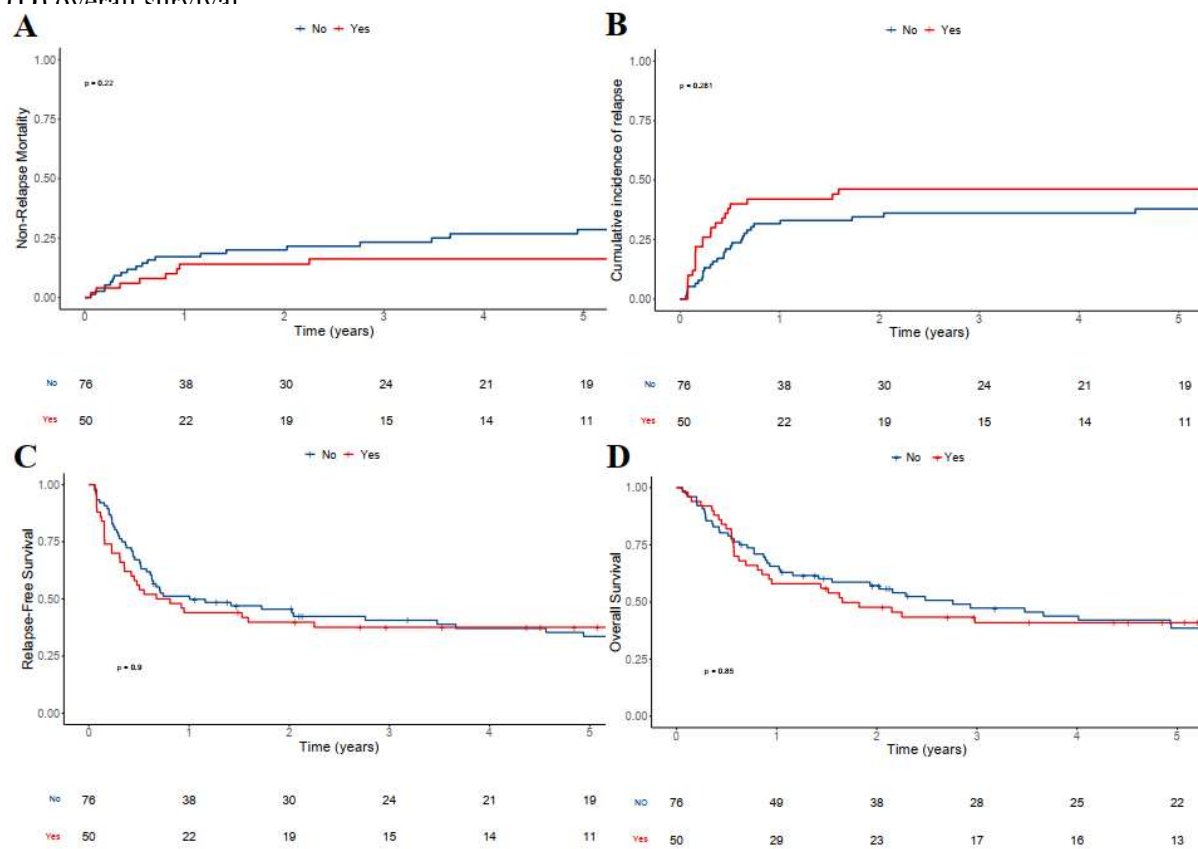 overall survival
A
No Yes
1.00
p = 0.22
0.75
Non-Relapse Mortality
0.50
0.25
0.00
0 1 2 3 4 5
Time (years)
No 76 38 30 24 21 19
Yes 50 22 19 15 14 11
B
No Yes
1.00
p = 0.281
0.75
Cumulative incidence of relapse
0.50
0.25
0.00
0 1 2 3 4 5
Time (years)
No 76 38 30 24 21 19
Yes 50 22 19 15 14 11
C
No Yes
1.00
0.75
Relapse-Free Survival
0.50
0.25
p = 0.9
0.00
0 1 2 3 4 5
Time (years)
No 76 38 30 24 21 19
Yes 50 22 19 15 14 11
D
No Yes
1.00
0.75
Overall Survival
0.50
0.25
p = 0.85
0.00
0 1 2 3 4 5
Time (years)
NO 76 49 38 28 25 22
Yes 50 29 23 17 16 13